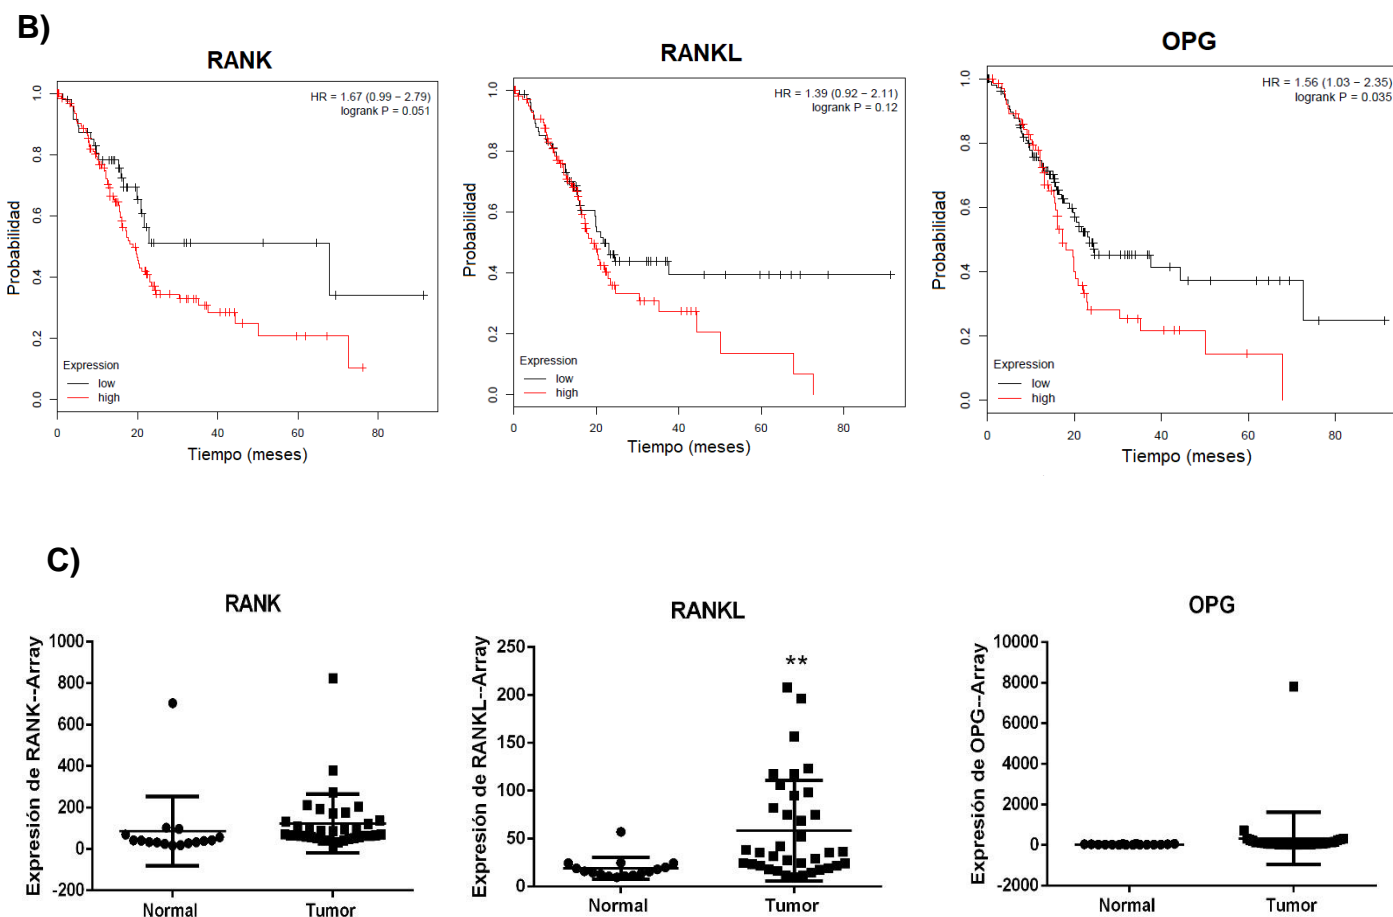 B)
RANK
HR = 1.67 (0.99 − 2.79)
logrank P = 0.051
Probabilidad
1.0
0.8
0.6
0.4
0.2
0.0
Expression
low
high
0 20 40 60 80
Tiempo (meses)
RANKL
HR = 1.39 (0.92 − 2.11)
logrank P = 0.12
Probabilidad
1.0
0.8
0.6
0.4
0.2
0.0
Expression
low
high
0 20 40 60 80
Tiempo (meses)
OPG
HR = 1.56 (1.03 − 2.35)
logrank P = 0.035
Probabilidad
1.0
0.8
0.6
0.4
0.2
0.0
Expression
low
high
0 20 40 60 80
Tiempo (meses)
C)
RANK
Expresión de RANK--Array
1000
800
600
400
200
0
-200
Normal Tumor
RANKL
Expresión de RANKL--Array
250
200
150
100
50
0
**
Normal Tumor
OPG
Expresión de OPG--Array
10000
8000
6000
4000
2000
0
-2000
Normal Tumor